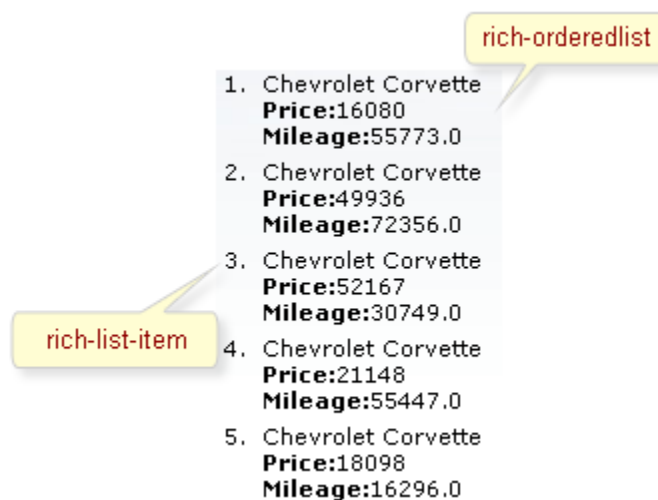 rich-orderedlist
1. Chevrolet Corvette
Price:16080
Mileage:55773.0
2. Chevrolet Corvette
Price:49936
Mileage:72356.0
3. Chevrolet Corvette
Price:52167
Mileage:30749.0
rich-list-item
4. Chevrolet Corvette
Price:21148
Mileage:55447.0
5. Chevrolet Corvette
Price:18098
Mileage:16296.0